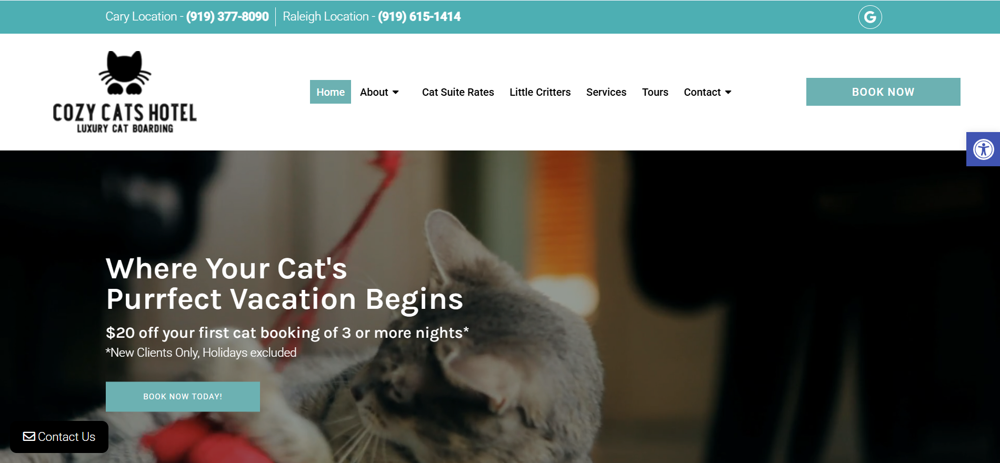 Cary Location - (919) 377-8090
Raleigh Location - (919) 615-1414
G
COZY CATS HOTEL
LUXURY CAT BOARDING
Home
About
Cat Suite Rates
Little Critters
Services
Tours
Contact
BOOK NOW
Where Your Cat's
Purrfect Vacation Begins
$20 off your first cat booking of 3 or more nights*
*New Clients Only, Holidays excluded
BOOK NOW TODAY!
Contact Us